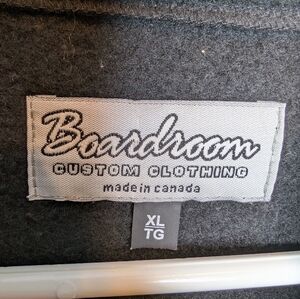 Boardroom
CUSTOM CLOTHING
made in canada
XL
TG